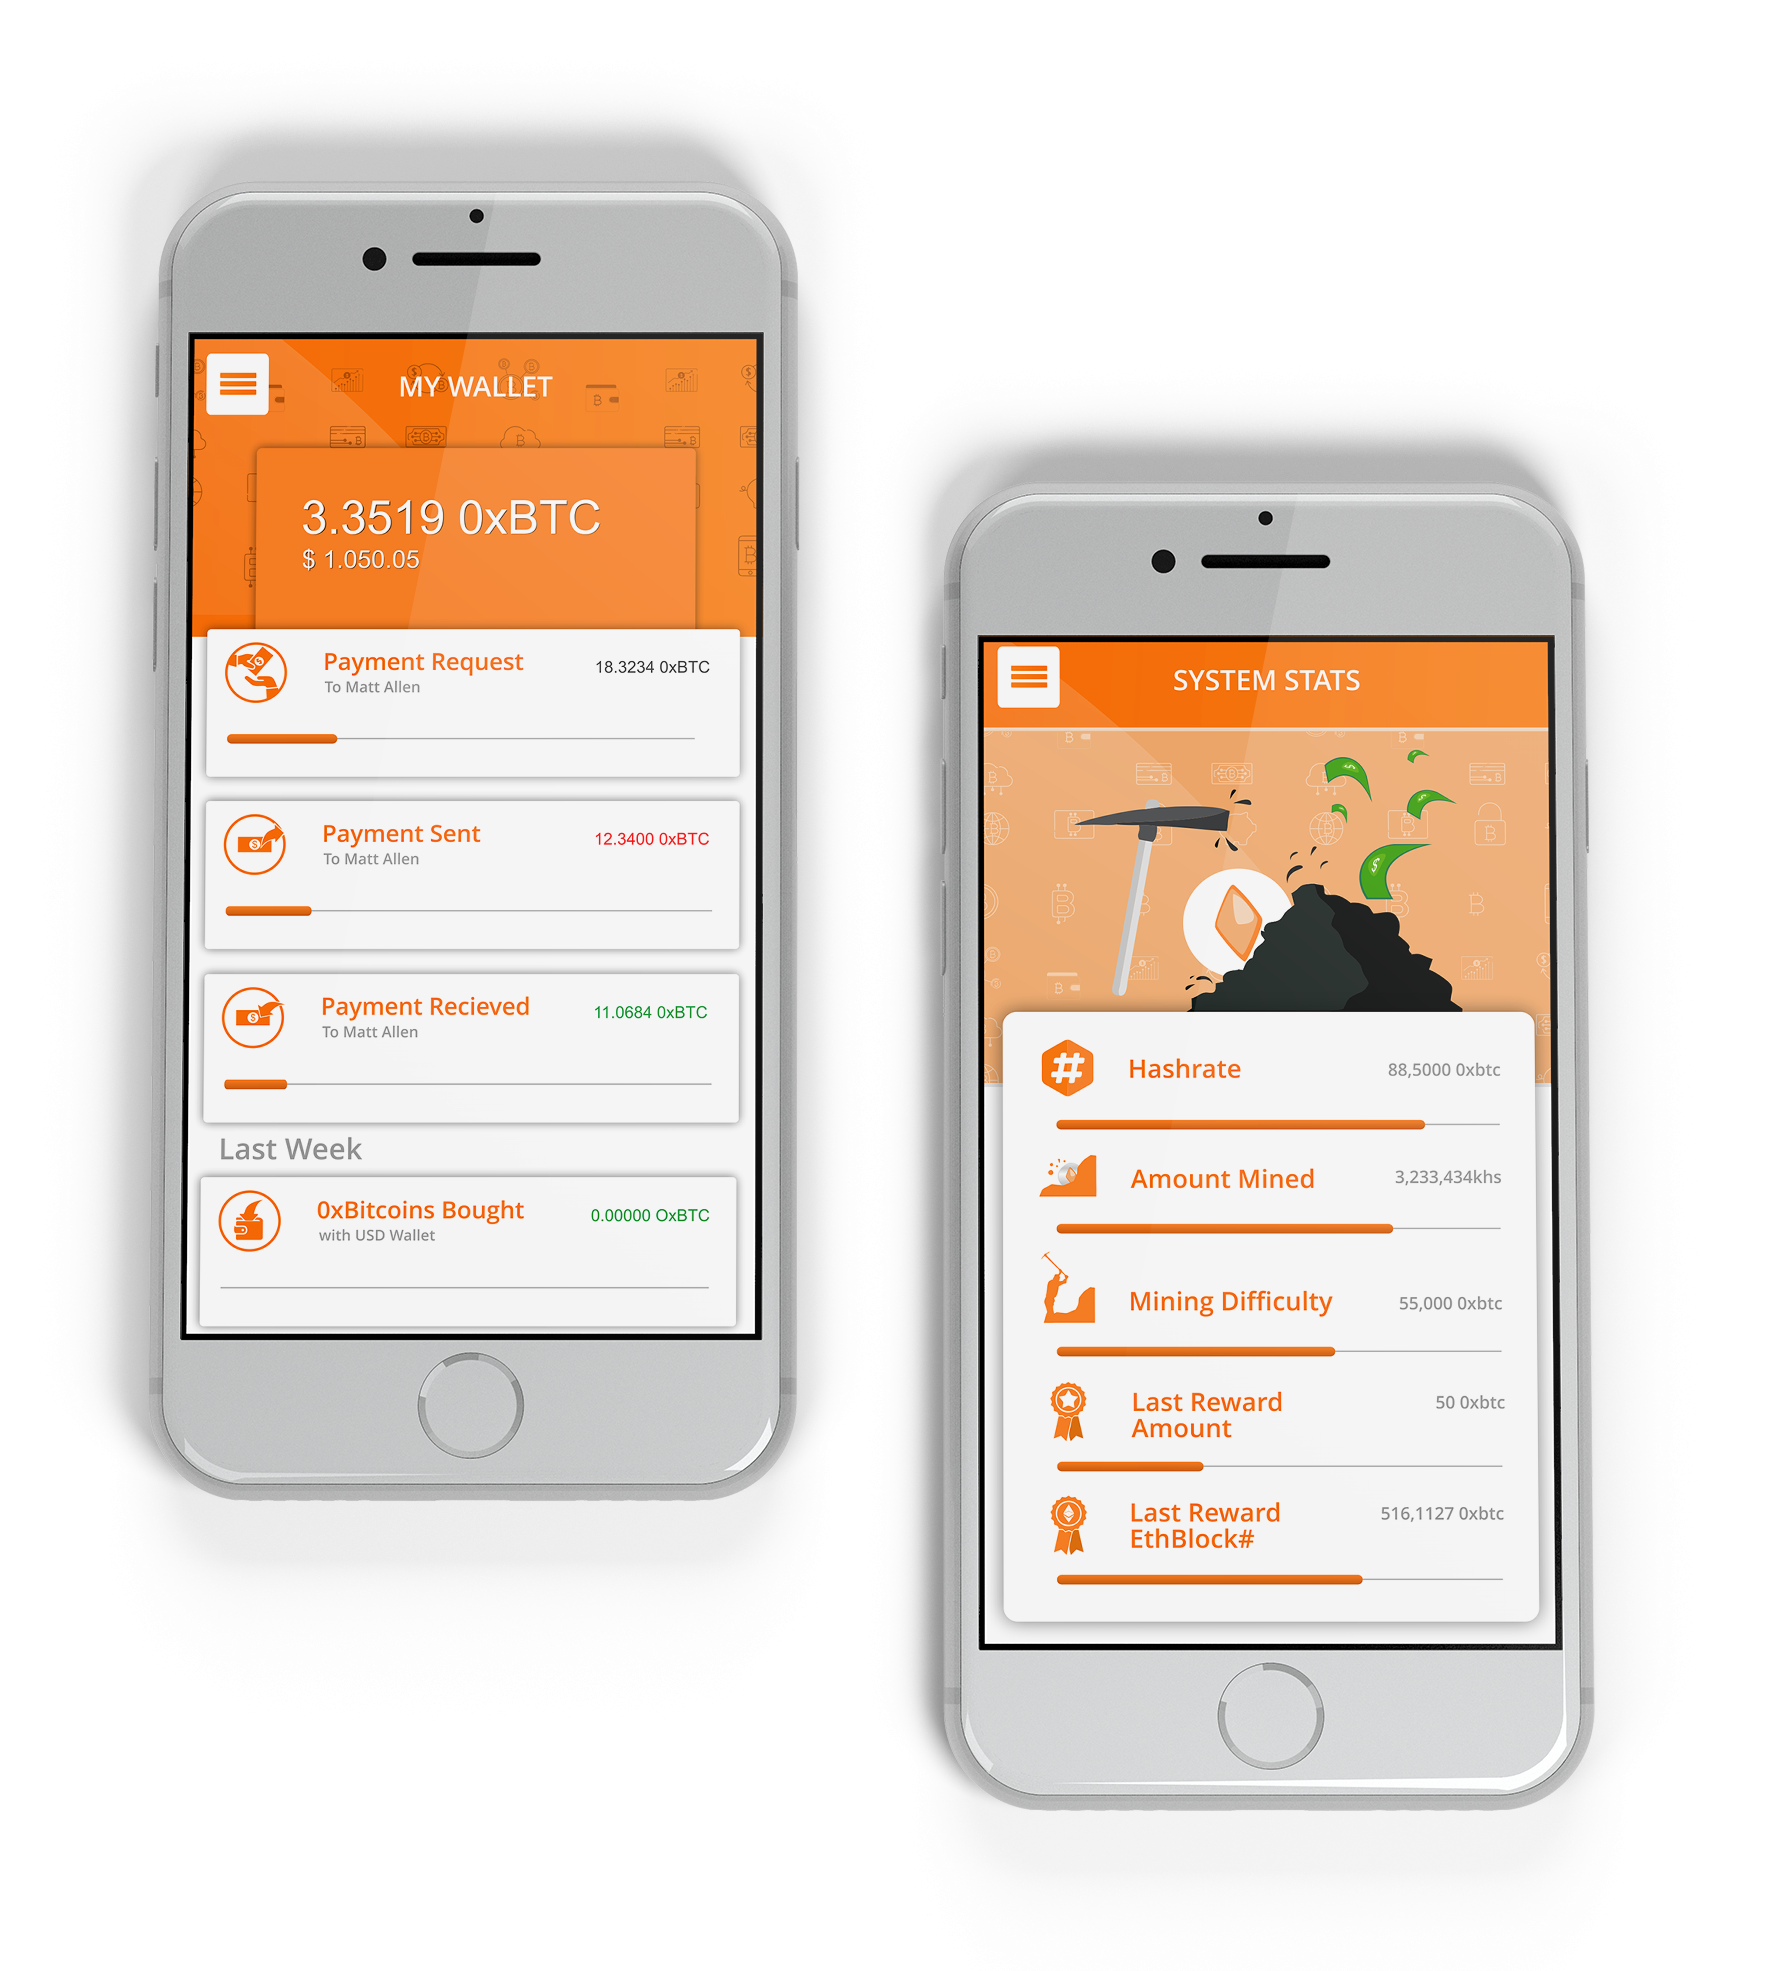 MY WALLET
3.3519 0xBTC
$ 1.050.05
Payment Request
18.3234 0xBTC
To Matt Allen
Payment Sent
12.3400 0xBTC
To Matt Allen
Payment Recieved
11.0684 0xBTC
To Matt Allen
Last Week
0xBitcoins Bought
0.00000 OxBTC
with USD Wallet
SYSTEM STATS
Hashrate
88,5000 0xbtc
Amount Mined
3,233,434khs
Mining Difficulty
55,000 0xbtc
Last Reward
50 0xbtc
Amount
Last Reward
516,1127 0xbtc
EthBlock#